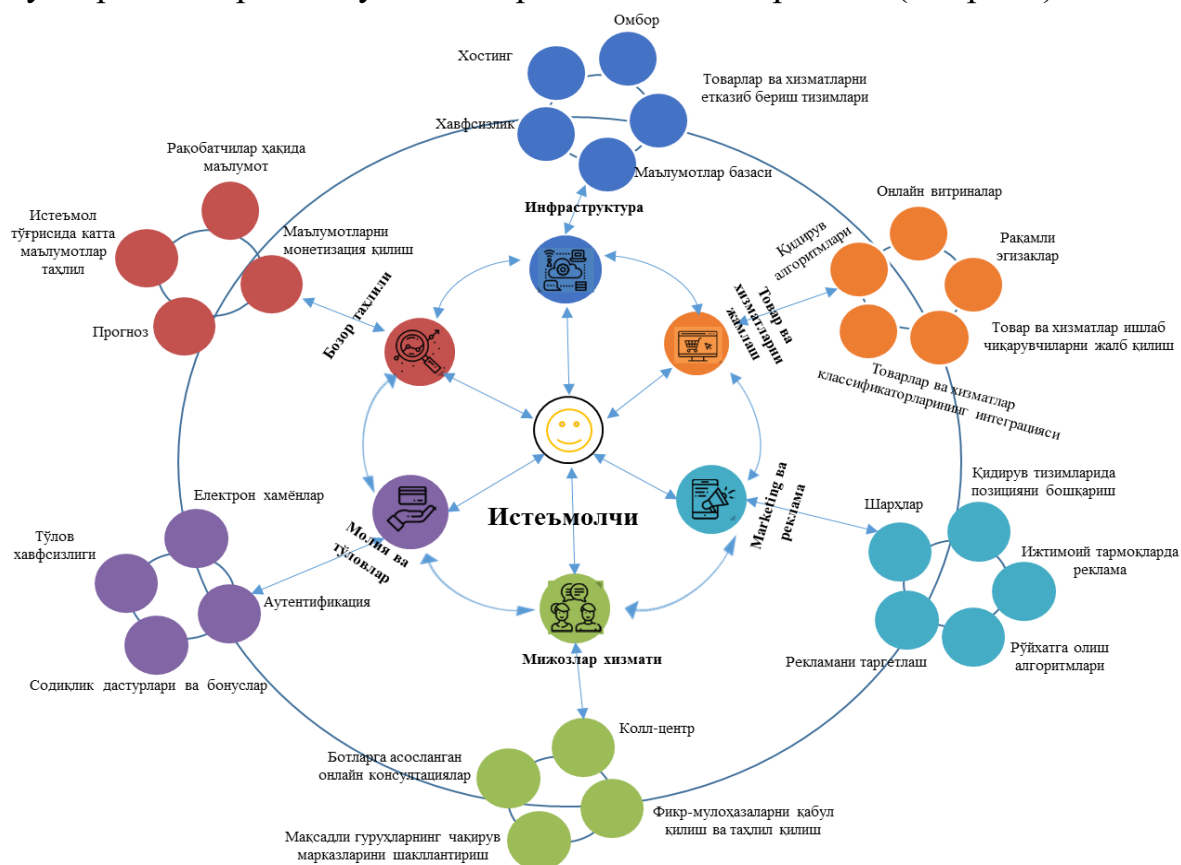 Омбор
Хостинг
Товарлар ва хизматларни
етказиб бериш тизимлари
Хавфсизлик
Маълумотлар базаси
Инфраструктура
Рақобатчилар ҳақида
маълумот
Истеъмол
тўғрисида катта
маълумотлар
таҳлил
Маълумотларни
монетизация қилиш
Прогноз
Бозор таҳлили
Қидирув
алгоритмлари
Онлайн витриналар
Рақамли
эгизаклар
Товар ва хизматлар ишлаб
чиқарувчиларни жалб қилиш
Товарлар ва хизматлар
классификаторларининг интеграцияси
Товар ва
хизматларни
жамлаш
Истеъмолчи
Marketing ва
реклама
Қидирув тизимларида
позицияни бошқариш
Шарҳлар
Ижтимоий тармоқларда
реклама
Рўйхатга олиш
алгоритмлари
Рекламани таргетлаш
Електрон хамёнлар
Тўлов
хавфсизлиги
Аутентификация
Содиқлик дастурлари ва бонуслар
Молия ва
тўловлар
Мижозлар хизмати
Колл-центр
Ботларга асосланган
онлайн консултациялар
Фикр-мулоҳазаларни қабул
қилиш ва таҳлил қилиш
Мақсадли гуруҳларнинг чақирув
марказларини шакллантириш